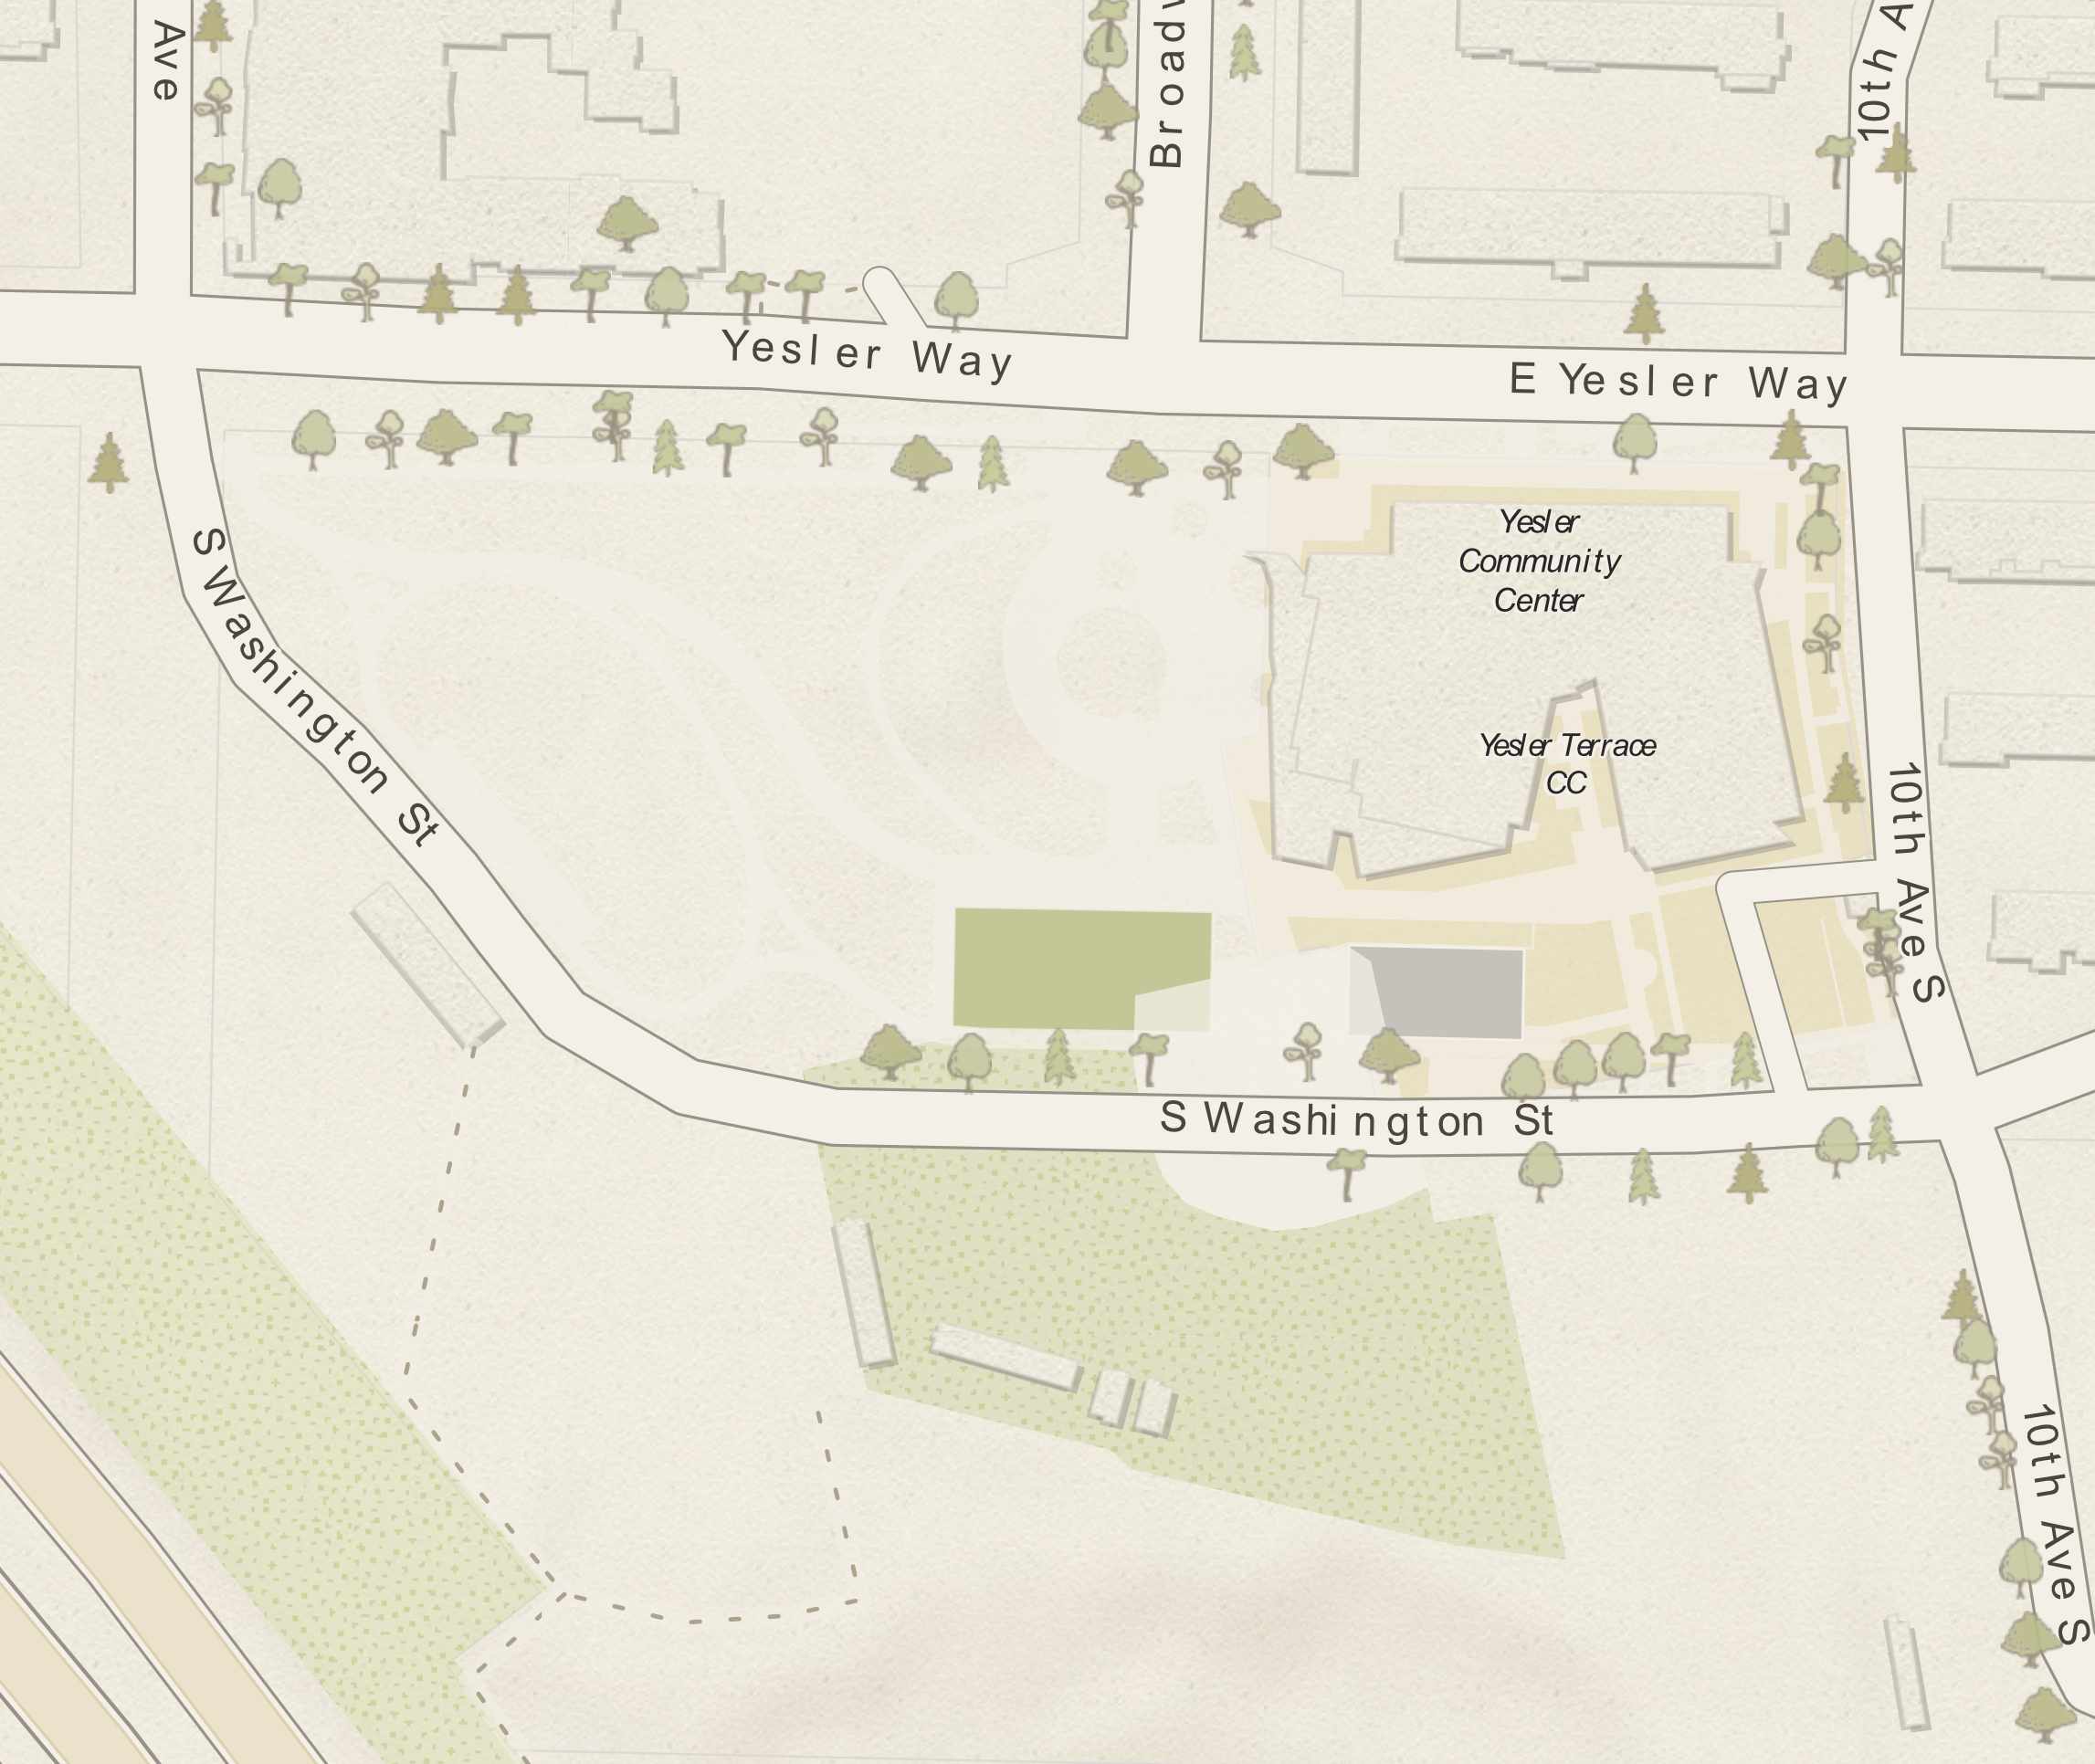 Ave
10th A
Yesler Way
E Yesler Way
S Washington St
Yesler
Community
Center
Yesler Terrace
CC
10th Ave S
S Washington St
10th Ave S